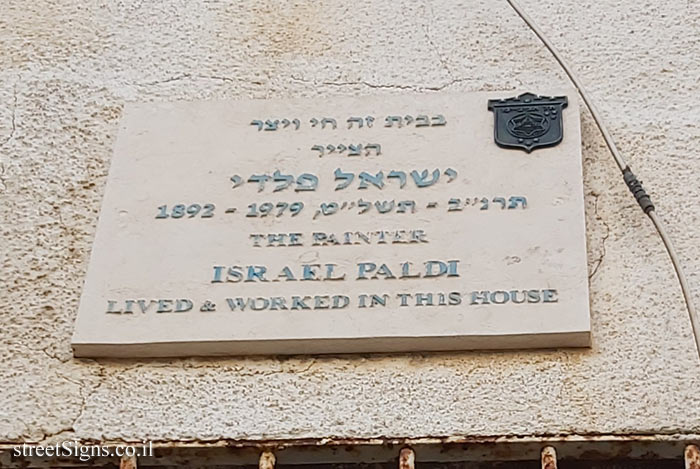 בבית זה חי ויצר
הצייר
ישראל פלדי
תרנ״ב - תשל״ט, 1979 - 1892
THE PAINTER
ISRAEL PALDI
LIVED & WORKED IN THIS HOUSE
streetSigns.co.il